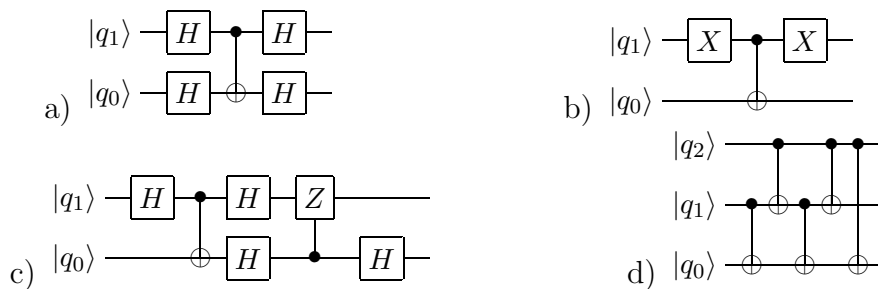 a) |q₁⟩ H H
|q₀⟩ H H
b) |q₁⟩ X X
|q₀⟩
c) |q₁⟩ H H Z
|q₀⟩ H H
d) |q₂⟩
|q₁⟩
|q₀⟩